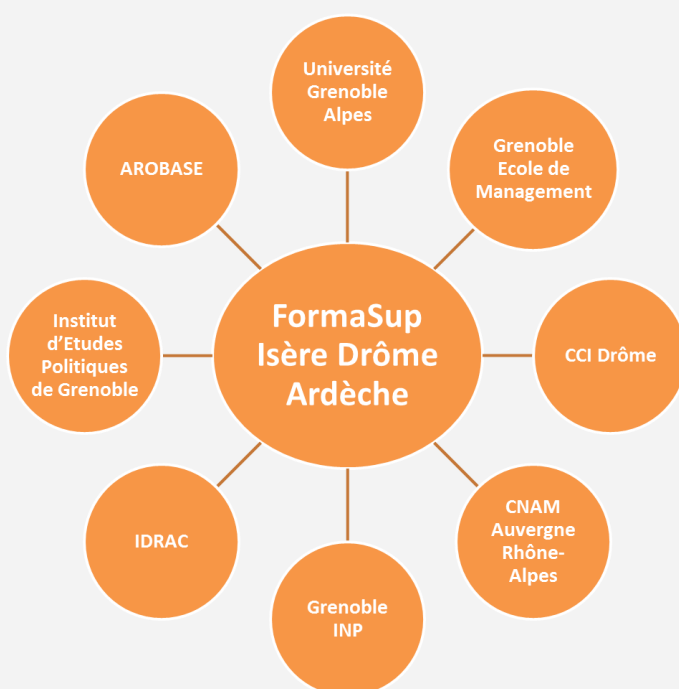 Université
Grenoble
Alpes
Grenoble
Ecole de
Management
AROBASE
FormaSup
Isère Drôme
Ardèche
Institut
d'Etudes
Politiques
de Grenoble
CCI Drôme
CNAM
Auvergne
Rhône-
Alpes
IDRAC
Grenoble
INP